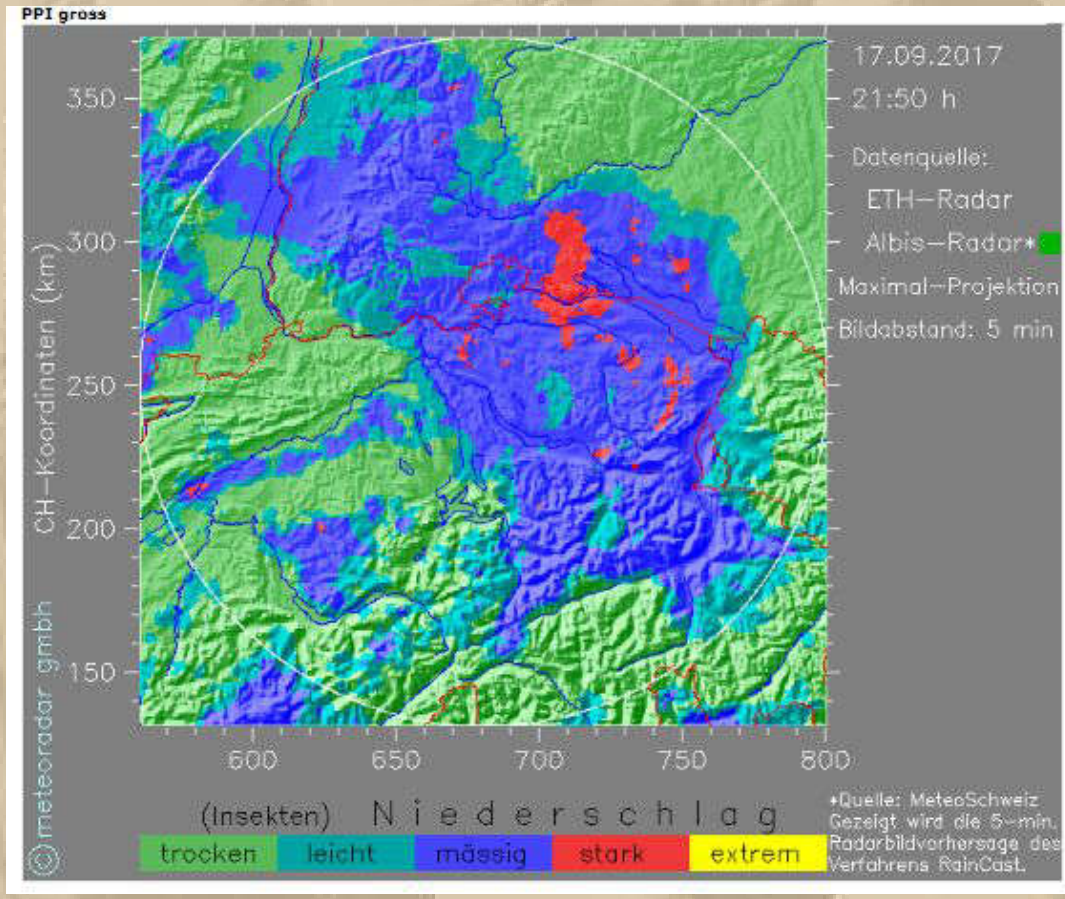 PPI gross
17.09.2017
21:50 h
Datenquelle:
ETH-Radar
Albis-Radar*
Maximal-Projektion
Bildabstand: 5 min
CH-Koordinaten (km)
350
300
250
200
150
600
650
700
750
800
© meteoradar gmbh
(Insekten) Niederschlag
trocken
leicht
mässig
stark
extrem
*Quelle: MeteoSchweiz
Gezeigt wird die 5-min.
Radarbildvorhersage des
Verfahrens RainCast.